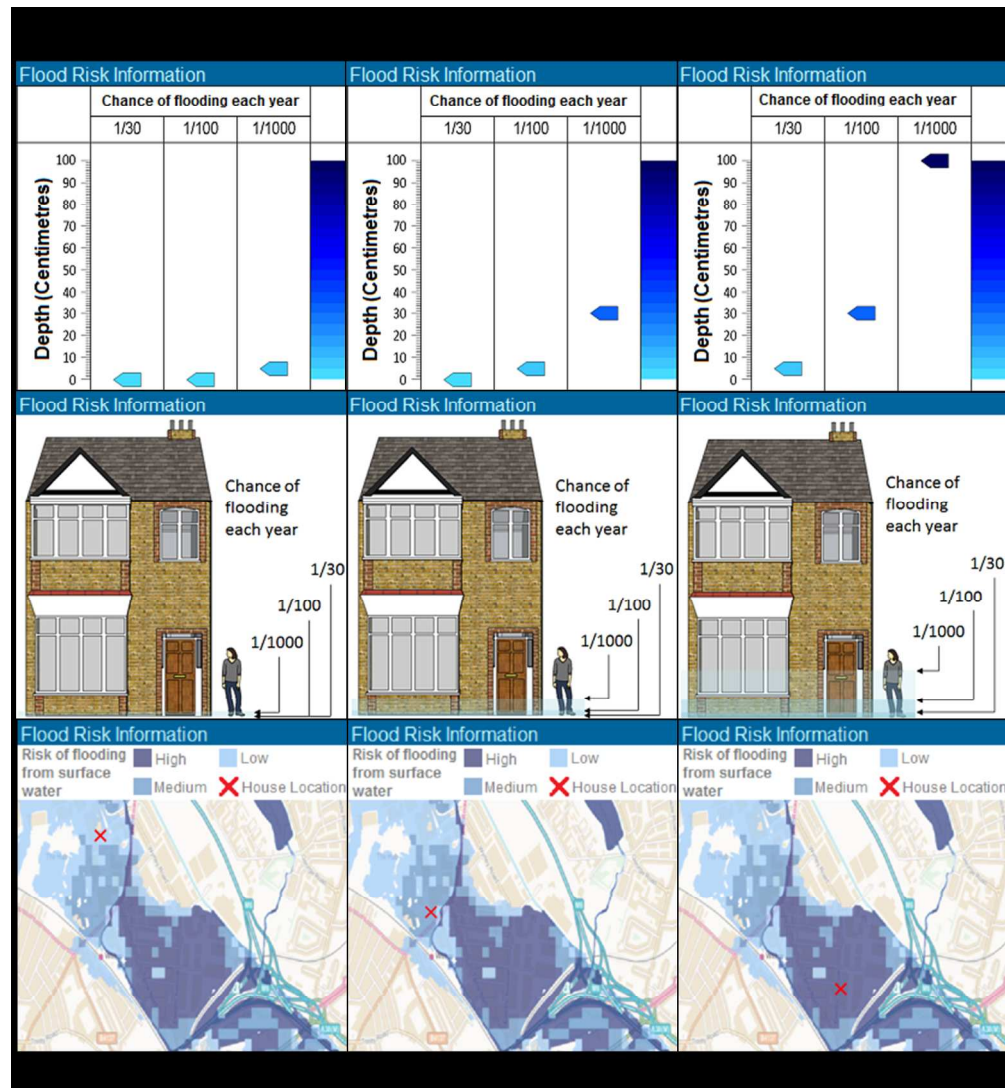 Flood Risk Information
Chance of flooding each year
1/30 1/100 1/1000
Depth (Centimetres)
100
90
80
70
60
50
40
30
20
10
0
Flood Risk Information
Chance of flooding each year
1/30 1/100 1/1000
Depth (Centimetres)
100
90
80
70
60
50
40
30
20
10
0
Flood Risk Information
Chance of flooding each year
1/30 1/100 1/1000
Depth (Centimetres)
100
90
80
70
60
50
40
30
20
10
0
Flood Risk Information
Chance of
flooding
each year
1/30
1/100
1/1000
Flood Risk Information
Chance of
flooding
each year
1/30
1/100
1/1000
Flood Risk Information
Chance of
flooding
each year
1/30
1/100
1/1000
Flood Risk Information
Risk of flooding
from surface
water
High Low
Medium House Location
Flood Risk Information
Risk of flooding
from surface
water
High Low
Medium House Location
Flood Risk Information
Risk of flooding
from surface
water
High Low
Medium House Location